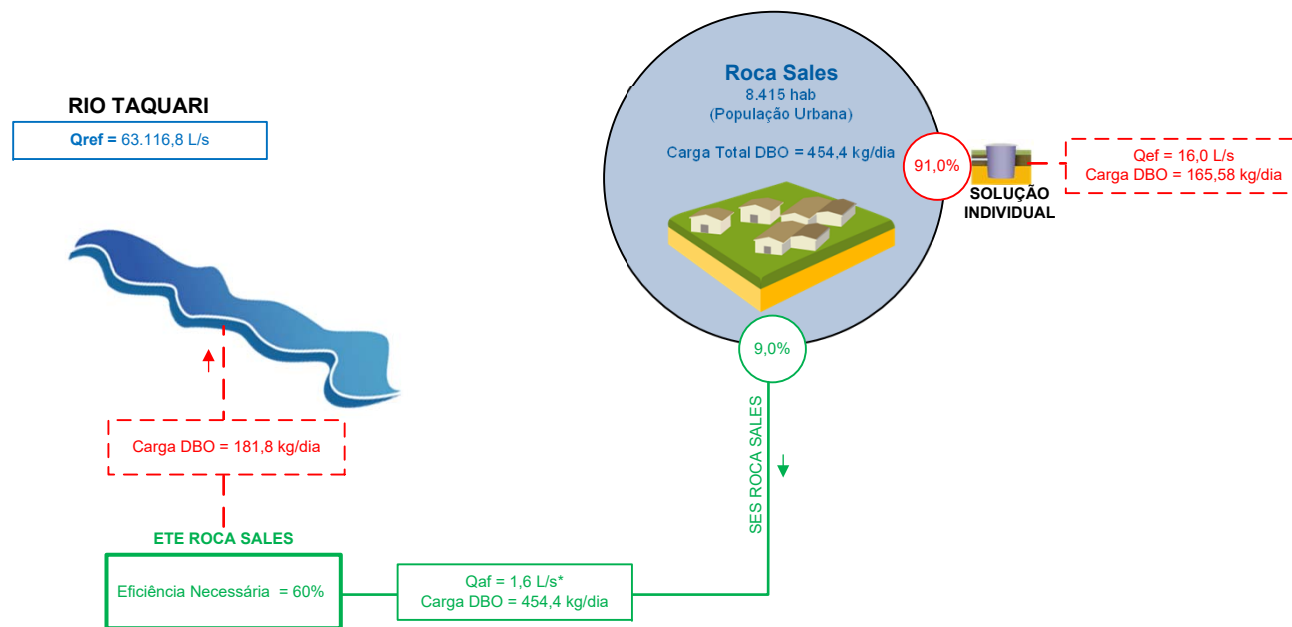 RIO TAQUARI
Qref = 63.116,8 L/s
Roca Sales
8.415 hab
(População Urbana)
Carga Total DBO = 454,4 kg/dia
91,0%
SOLUÇÃO
INDIVIDUAL
Qef = 16,0 L/s
Carga DBO = 165,58 kg/dia
9,0%
SES ROCA SALES
Carga DBO = 181,8 kg/dia
ETE ROCA SALES
Eficiência Necessária = 60%
Qaf = 1,6 L/s*
Carga DBO = 454,4 kg/dia